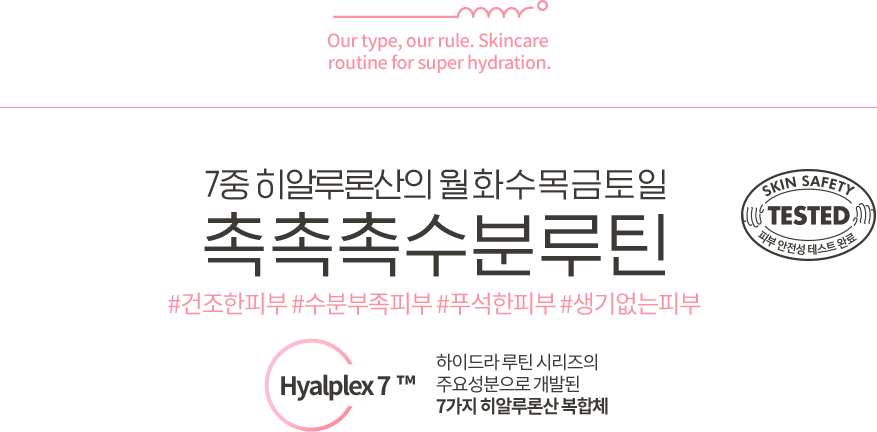 Our type, our rule. Skincare
routine for super hydration.
7중 히알루론산의 월화수목금토일
촉촉촉수분루틴
SKIN SAFETY
TESTED
피부 안전성 테스트 완료
#건조한피부 #수분부족피부 #푸석한피부 #생기없는피부
Hyalplex 7 ™
하이드라 루틴 시리즈의
주요성분으로 개발된
7가지 히알루론산 복합체